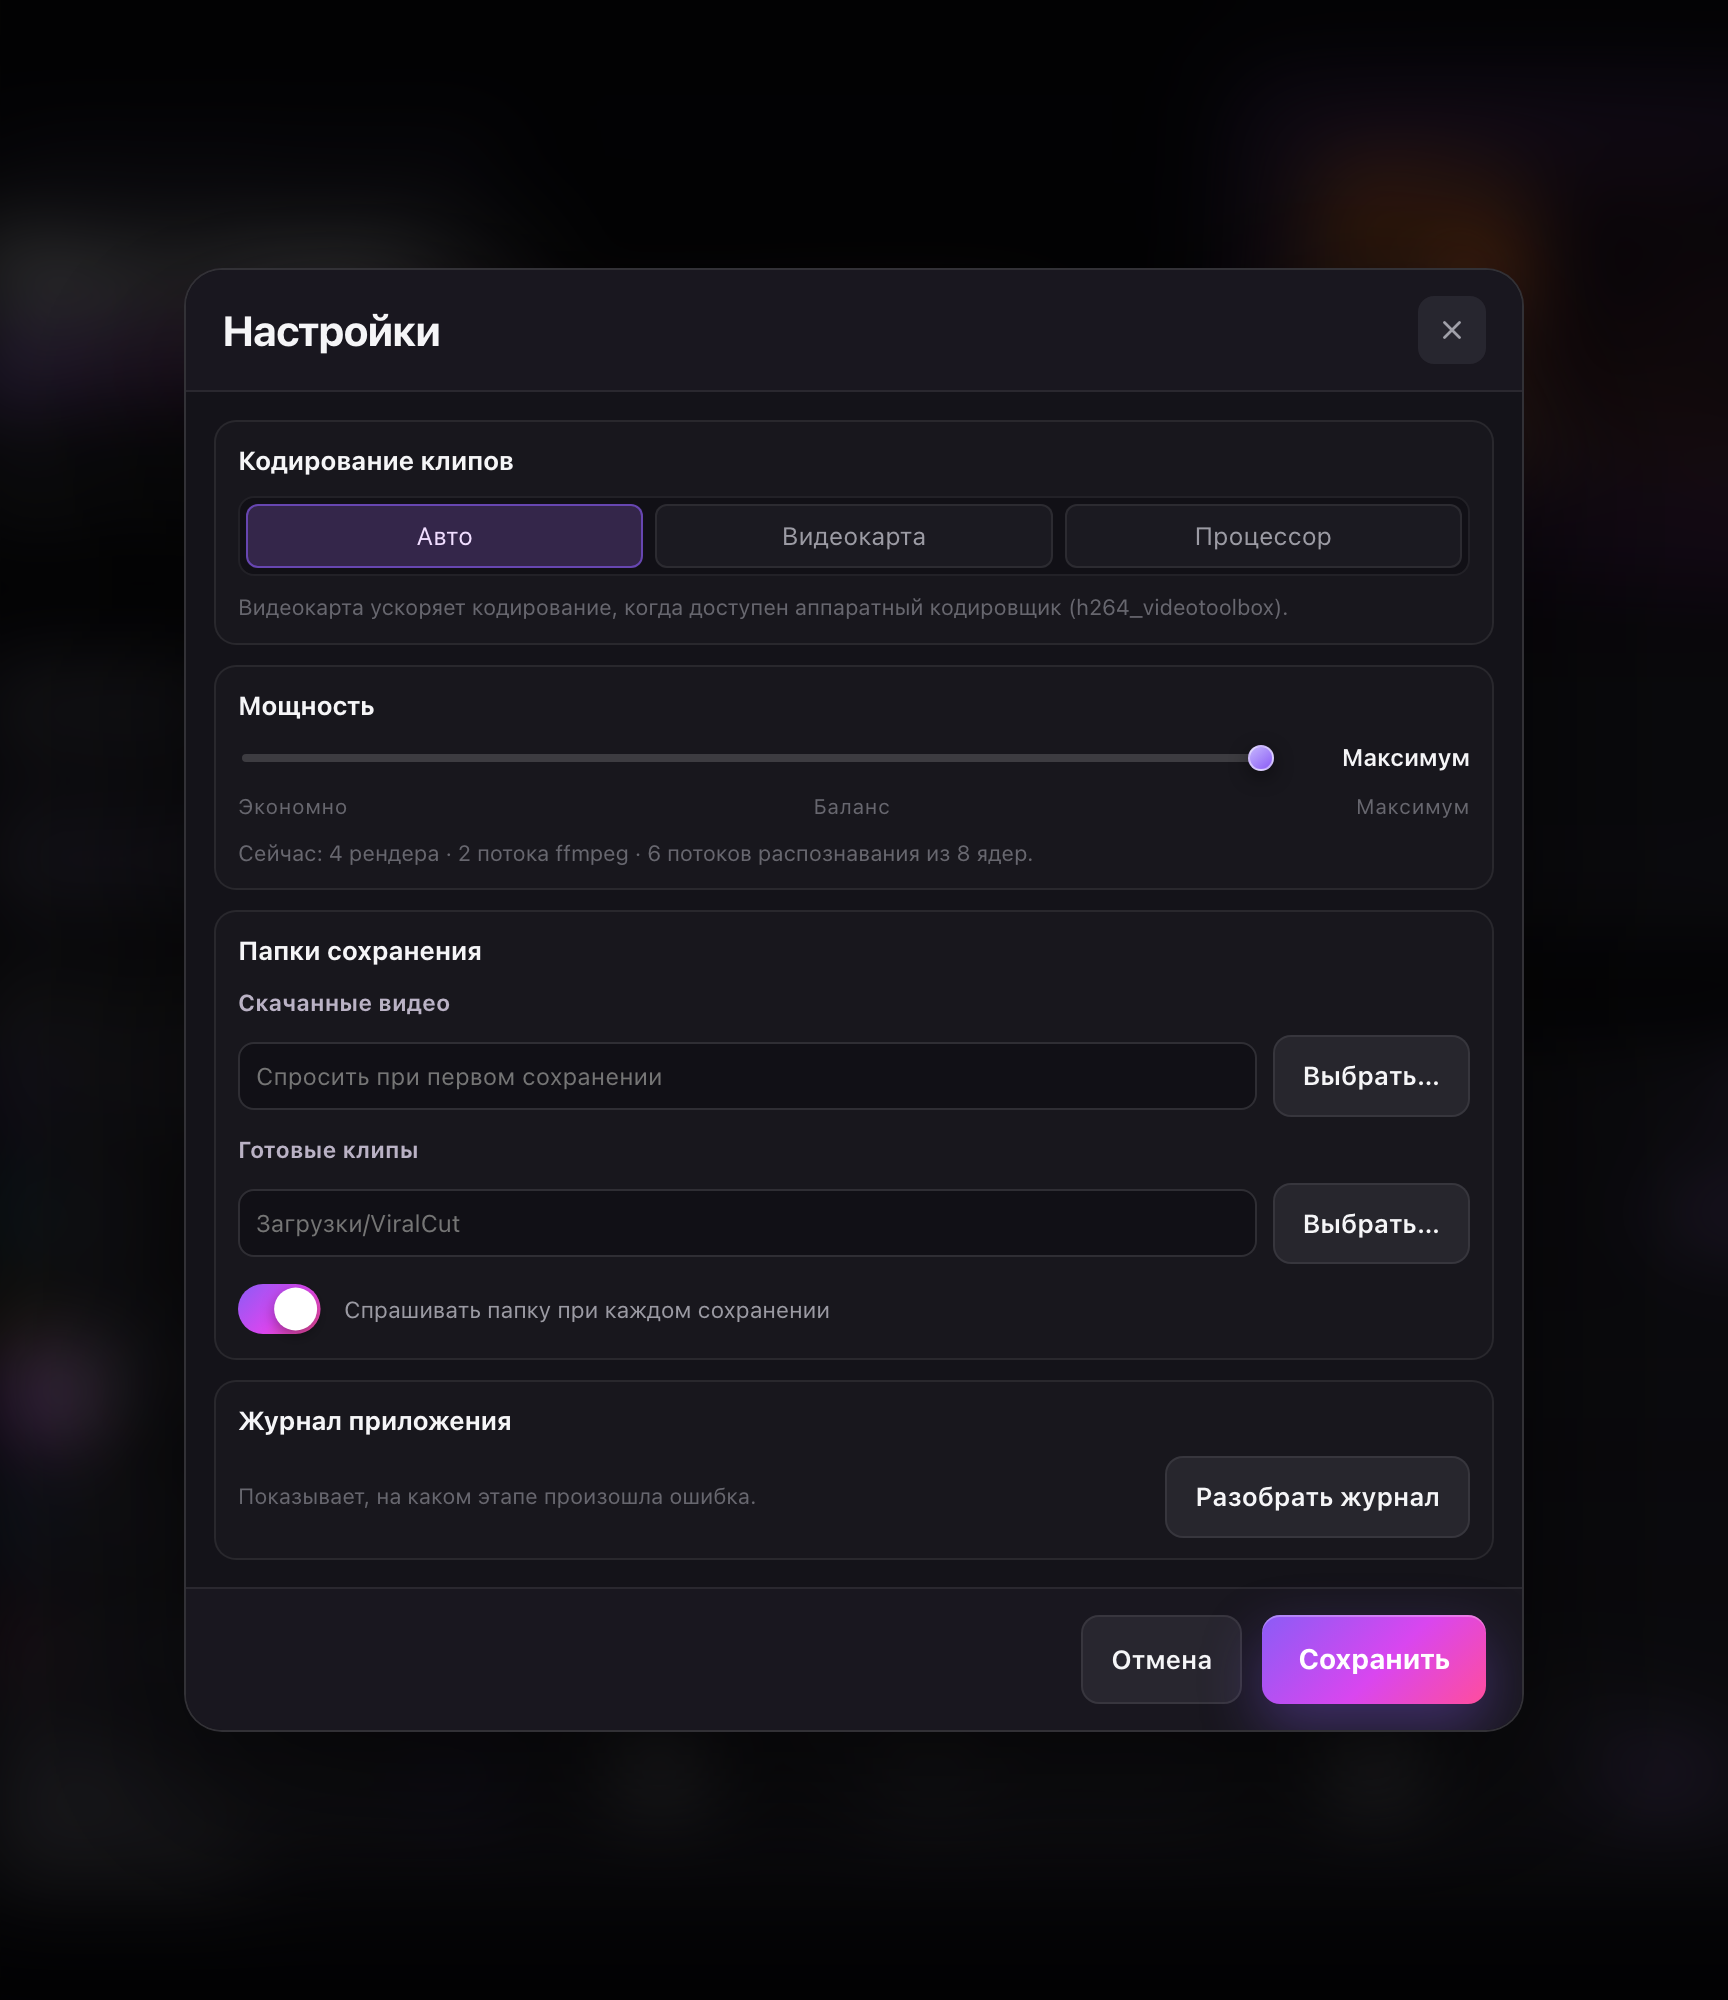 Настройки
Кодирование клипов
Авто
Видеокарта
Процессор
Видеокарта ускоряет кодирование, когда доступен аппаратный кодировщик (h264_videotoolbox).
Мощность
Максимум
Экономно
Баланс
Максимум
Сейчас: 4 рендера · 2 потока ffmpeg · 6 потоков распознавания из 8 ядер.
Папки сохранения
Скачанные видео
Спросить при первом сохранении
Выбрать...
Готовые клипы
Загрузки/ViralCut
Выбрать...
Спрашивать папку при каждом сохранении
Журнал приложения
Показывает, на каком этапе произошла ошибка.
Разобрать журнал
Отмена
Сохранить